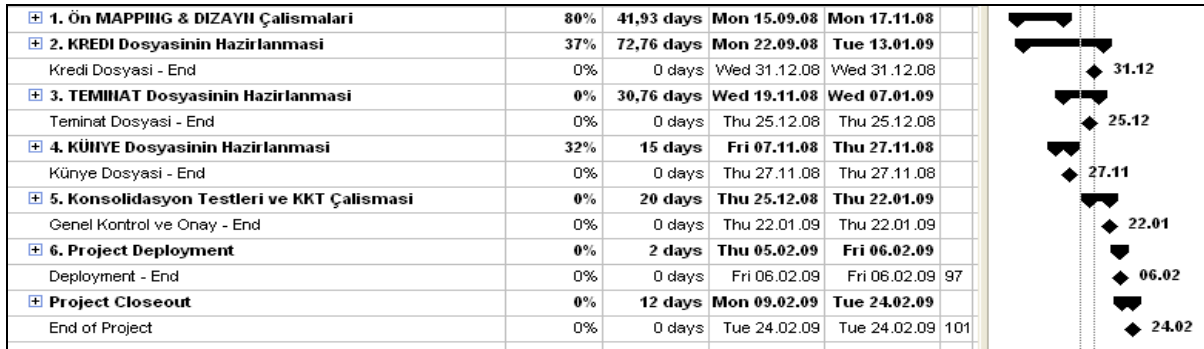 1. Ön MAPPING & DIZAYN Çalismalari 80% 41,93 days Mon 15.09.08 Mon 17.11.08
2. KREDI Dosyasinin Hazirlanmasi 37% 72,76 days Mon 22.09.08 Tue 13.01.09
Kredi Dosyasi - End 0% 0 days Wed 31.12.08 Wed 31.12.08 31.12
3. TEMINAT Dosyasinin Hazirlanmasi 0% 30,76 days Wed 19.11.08 Wed 07.01.09
Teminat Dosyasi - End 0% 0 days Thu 25.12.08 Thu 25.12.08 25.12
4. KÜNYE Dosyasinin Hazirlanmasi 32% 15 days Fri 07.11.08 Thu 27.11.08
Künye Dosyasi - End 0% 0 days Thu 27.11.08 Thu 27.11.08 27.11
5. Konsolidasyon Testleri ve KKT Çalismasi 0% 20 days Thu 25.12.08 Thu 22.01.09
Genel Kontrol ve Onay - End 0% 0 days Thu 22.01.09 Thu 22.01.09 22.01
6. Project Deployment 0% 2 days Thu 05.02.09 Fri 06.02.09
Deployment - End 0% 0 days Fri 06.02.09 Fri 06.02.09 97 06.02
Project Closeout 0% 12 days Mon 09.02.09 Tue 24.02.09
End of Project 0% 0 days Tue 24.02.09 Tue 24.02.09 101 24.02